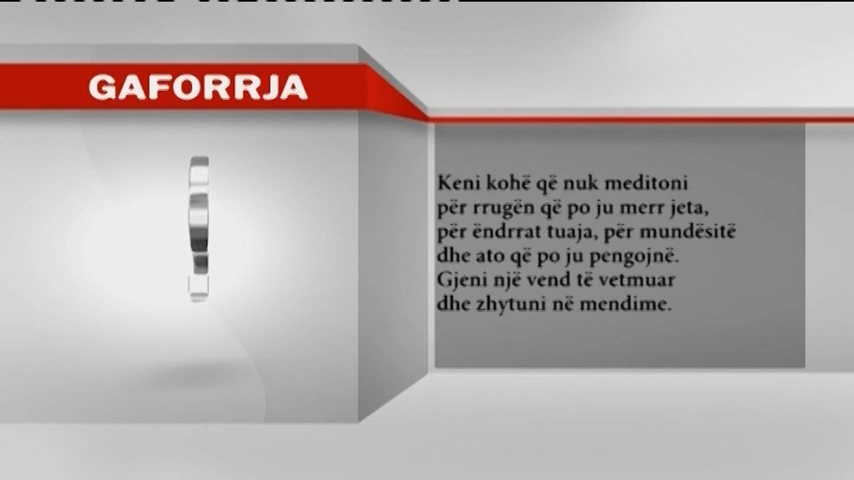 GAFORRJA
Keni kohë që nuk meditoni
për rrugën që po ju merr jeta,
për ëndrrat tuaja, për mundësitë
dhe ato që po ju pengojnë.
Gjeni një vend të vetmuar
dhe zhytuni në mendime.